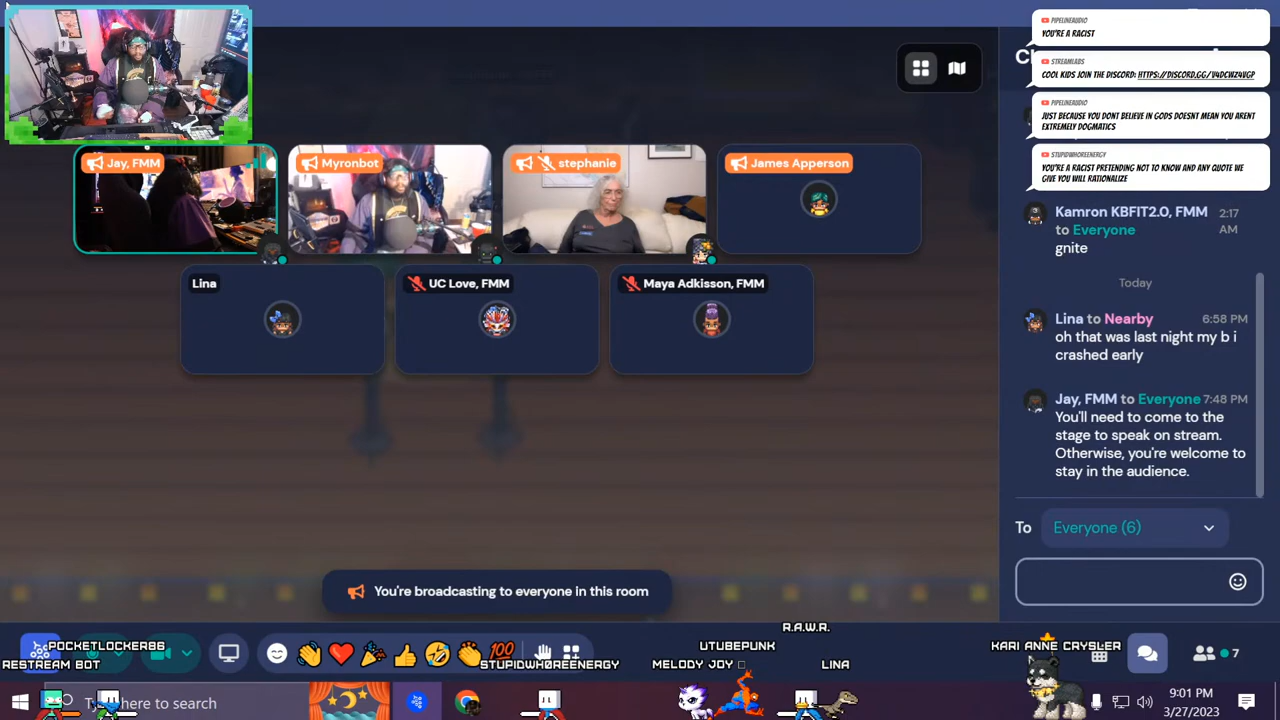 PIPELINEAUDIO
YOU'RE A RACIST
STREAMLABS
COOL KIDS JOIN THE DISCORD: HTTPS://DISCORD.GG/V4DCWZ4VGP
PIPELINEAUDIO
JUST BECAUSE YOU DONT BELIEVE IN GODS DOESNT MEAN YOU ARENT
EXTREMELY DOGMATICS
STUPIDWHOREENERGY
YOU'RE A RACIST PRETENDING NOT TO KNOW AND ANY QUOTE WE
GIVE YOU WILL RATIONALIZE
Jay, FMM
Myronbot
stephanie
James Apperson
Lina
UC Love, FMM
Maya Adkisson, FMM
Kamron KBFIT2.0, FMM
to Everyone
2:17 AM
gnite
Today
Lina to Nearby 6:58 PM
oh that was last night my b i
crashed early
Jay, FMM to Everyone 7:48 PM
You'll need to come to the
stage to speak on stream.
Otherwise, you're welcome to
stay in the audience.
To Everyone (6)
You're broadcasting to everyone in this room
100
7
POCKETLOCKER86
RESTREAM BOT
STUPIDWHOREENERGY
R.A.W.R.
UTUBEPUNK
MELODY JOY
LINA
KARI ANNE CRYSLER
here to search
9:01 PM
3/27/2023